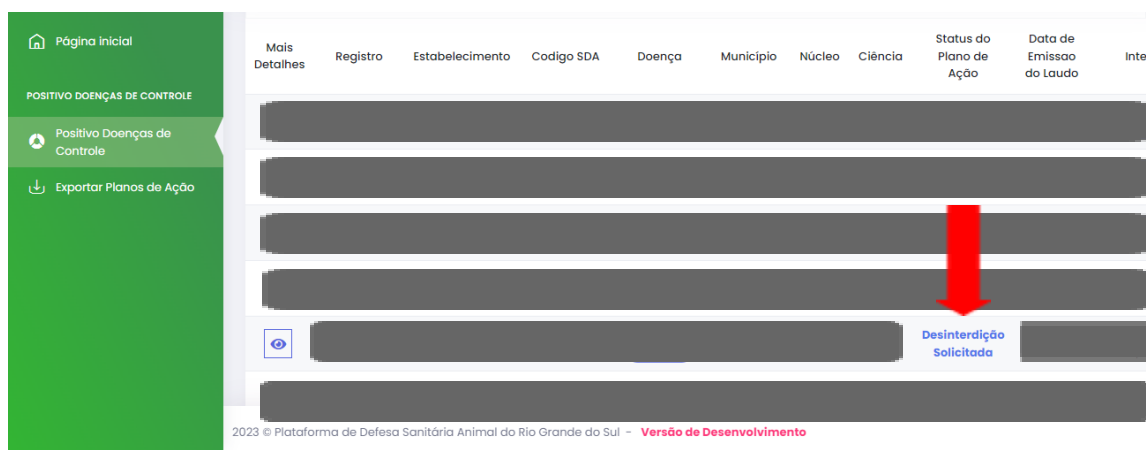 Página inicial
POSITIVO DOENÇAS DE CONTROLE
Positivo Doenças de
Controle
Exportar Planos de Ação
Mais
Detalhes
Registro
Estabelecimento
Codigo SDA
Doença
Município
Núcleo
Ciência
Status do
Plano de
Ação
Data de
Emissao
do Laudo
Inte
Desinterdição
Solicitada
2023 © Plataforma de Defesa Sanitária Animal do Rio Grande do Sul - Versão de Desenvolvimento